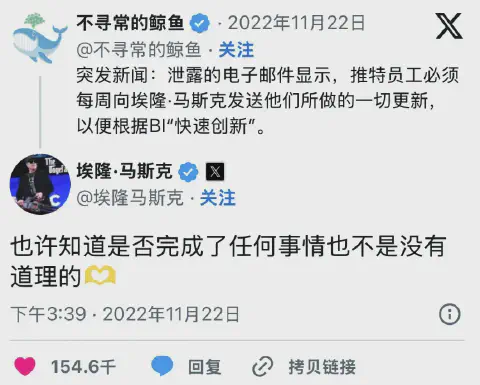 不寻常的鲸鱼 · 2022年11月22日
@不寻常的鲸鱼 · 关注
突发新闻：泄露的电子邮件显示，推特员工必须
每周向埃隆·马斯克发送他们所做的一切更新，
以便根据BI“快速创新”。
埃隆·马斯克
@埃隆马斯克 · 关注
也许知道是否完成了任何事情也不是没有
道理的🫶
下午3:39 · 2022年11月22日
154.6千 回复 拷贝链接